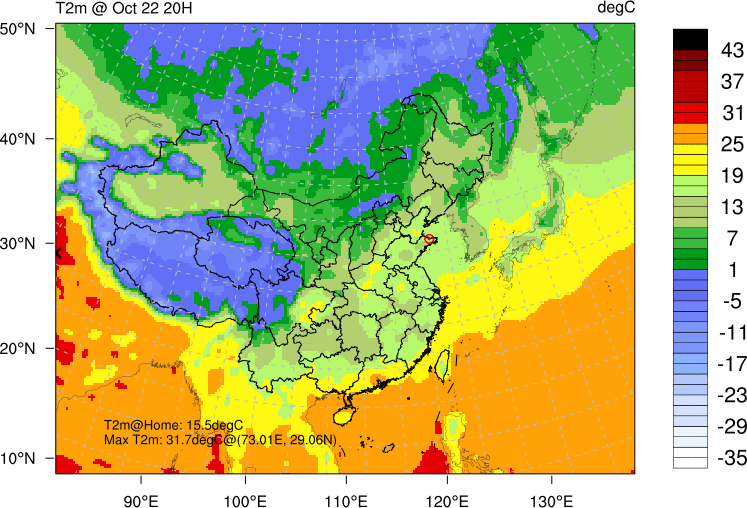 T2m @ Oct 22 20H
degC
50°N
40°N
30°N
20°N
10°N
90°E
100°E
110°E
120°E
130°E
T2m@Home: 15.5degC
Max T2m: 31.7degC@(73.01E, 29.06N)
43
37
31
25
19
13
7
1
-5
-11
-17
-23
-29
-35